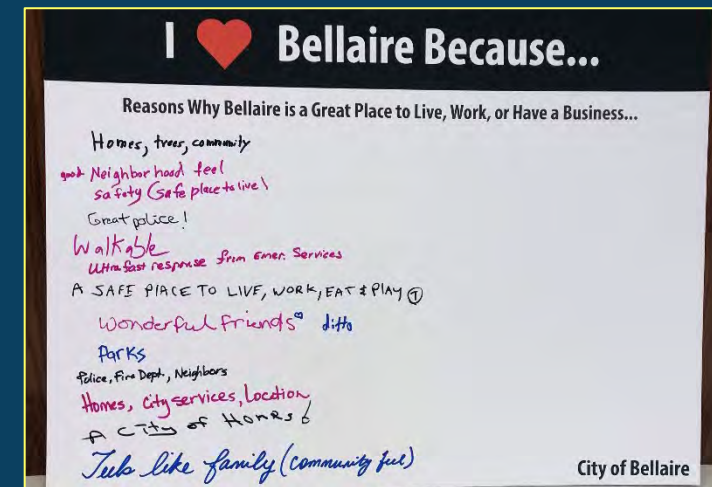 I ❤ Bellaire Because...
Reasons Why Bellaire is a Great Place to Live, Work, or Have a Business...
Homes, trees, community
good Neighborhood feel
safety (safe place to live)
Great police!
Walkable
Ultra fast response from emer. Services
A SAFE PLACE TO LIVE, WORK, EAT & PLAY
Wonderful friends ditto
Parks
Police, Fire Dept., Neighbors
Homes, city services, Location
A City of Homes!
Feels like family (community feel)
City of Bellaire